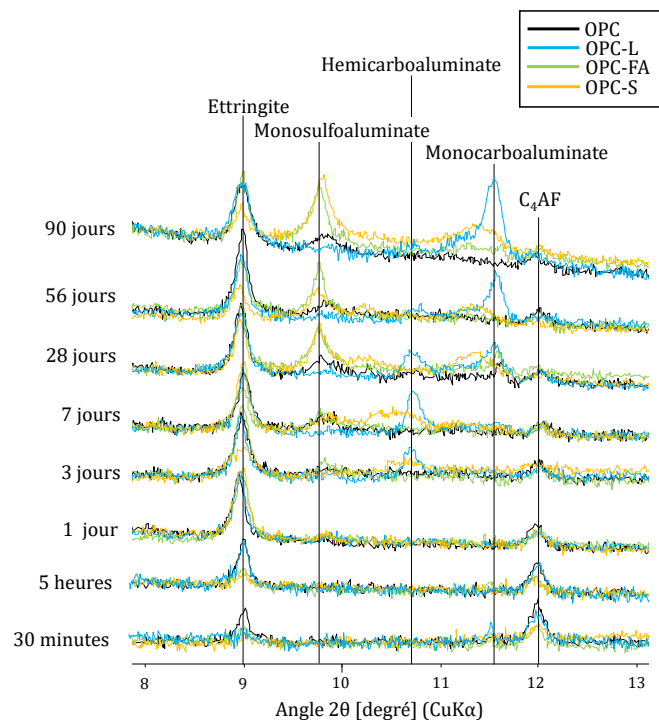 OPC
OPC-L
OPC-FA
OPC-S
Hemicarboaluminate
Ettringite
Monosulfoaluminate
Monocarboaluminate
C₄AF
90 jours
56 jours
28 jours
7 jours
3 jours
1 jour
5 heures
30 minutes
8 9 10 11 12 13
Angle 2θ [degré] (CuKα)